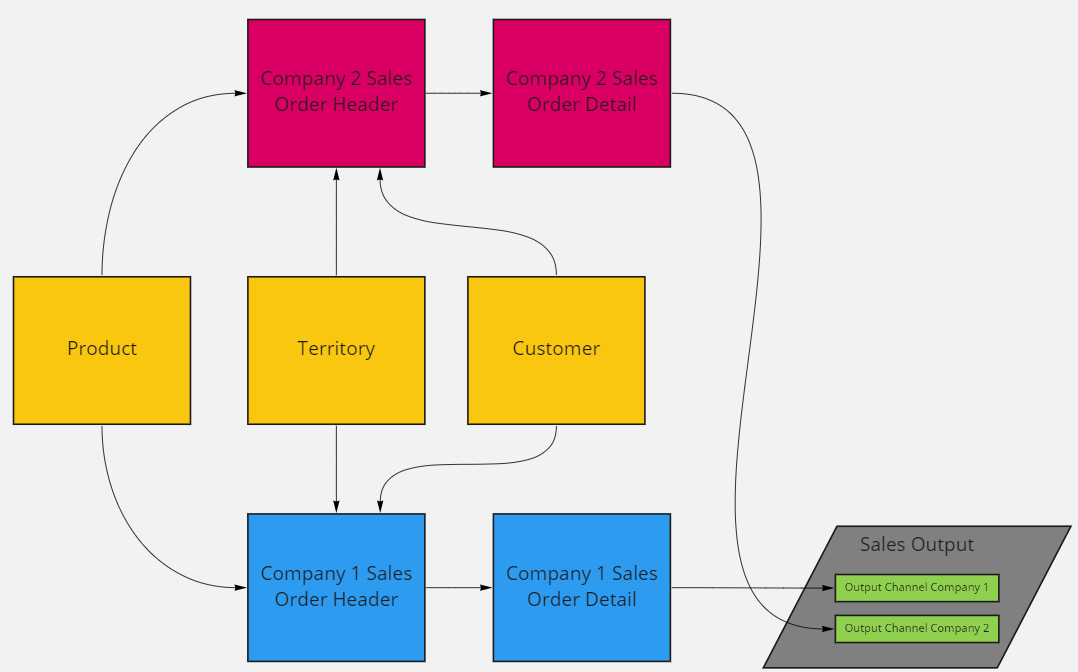 Company 2 Sales
Order Header
Company 2 Sales
Order Detail
Product
Territory
Customer
Company 1 Sales
Order Header
Company 1 Sales
Order Detail
Sales Output
Output Channel Company 1
Output Channel Company 2